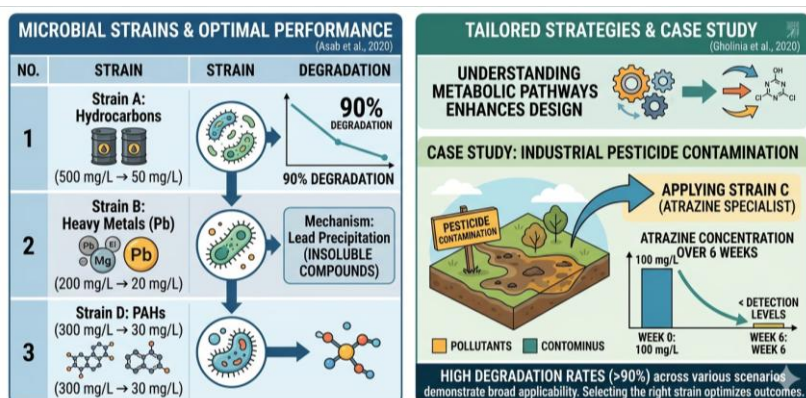 MICROBIAL STRAINS & OPTIMAL PERFORMANCE
(Asab et al., 2020)
NO. STRAIN STRAIN DEGRADATION
1
Strain A:
Hydrocarbons
(500 mg/L → 50 mg/L)
90%
DEGRADATION
90% DEGRADATION
2
Strain B:
Heavy Metals (Pb)
Pb
El
Mg
Pb
(200 mg/L → 20 mg/L)
Mechanism:
Lead Precipitation
(INSOLUBLE
COMPOUNDS)
3
Strain D: PAHs
(300 mg/L → 30 mg/L)
(300 mg/L → 30 mg/L)
TAILORED STRATEGIES & CASE STUDY
(Gholinia et al., 2020)
UNDERSTANDING
METABOLIC PATHWAYS
ENHANCES DESIGN
OH
Cl
Cl
CASE STUDY: INDUSTRIAL PESTICIDE CONTAMINATION
PESTICIDE
CONTAMINATION
APPLYING STRAIN C
(ATRAZINE SPECIALIST)
ATRAZINE CONCENTRATION
OVER 6 WEEKS
100 mg/L
< DETECTION
LEVELS
WEEK 0:
100 mg/L
WEEK 6:
WEEK 6
POLLUTANTS
CONTOMINUS
HIGH DEGRADATION RATES (>90%) across various scenarios
demonstrate broad applicability. Selecting the right strain optimizes outcomes.